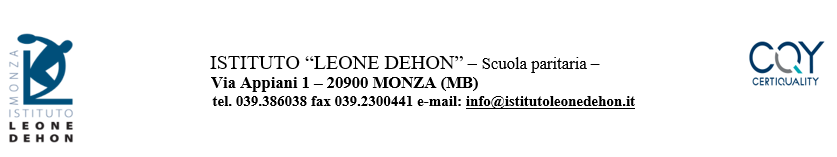 MONZA
ISTITUTO
LEONE
DEHON
ISTITUTO “LEONE DEHON” – Scuola paritaria –
Via Appiani 1 – 20900 MONZA (MB)
tel. 039.386038 fax 039.2300441 e-mail: info@istitutoleonedehon.it
CQY
CERTIQUALITY